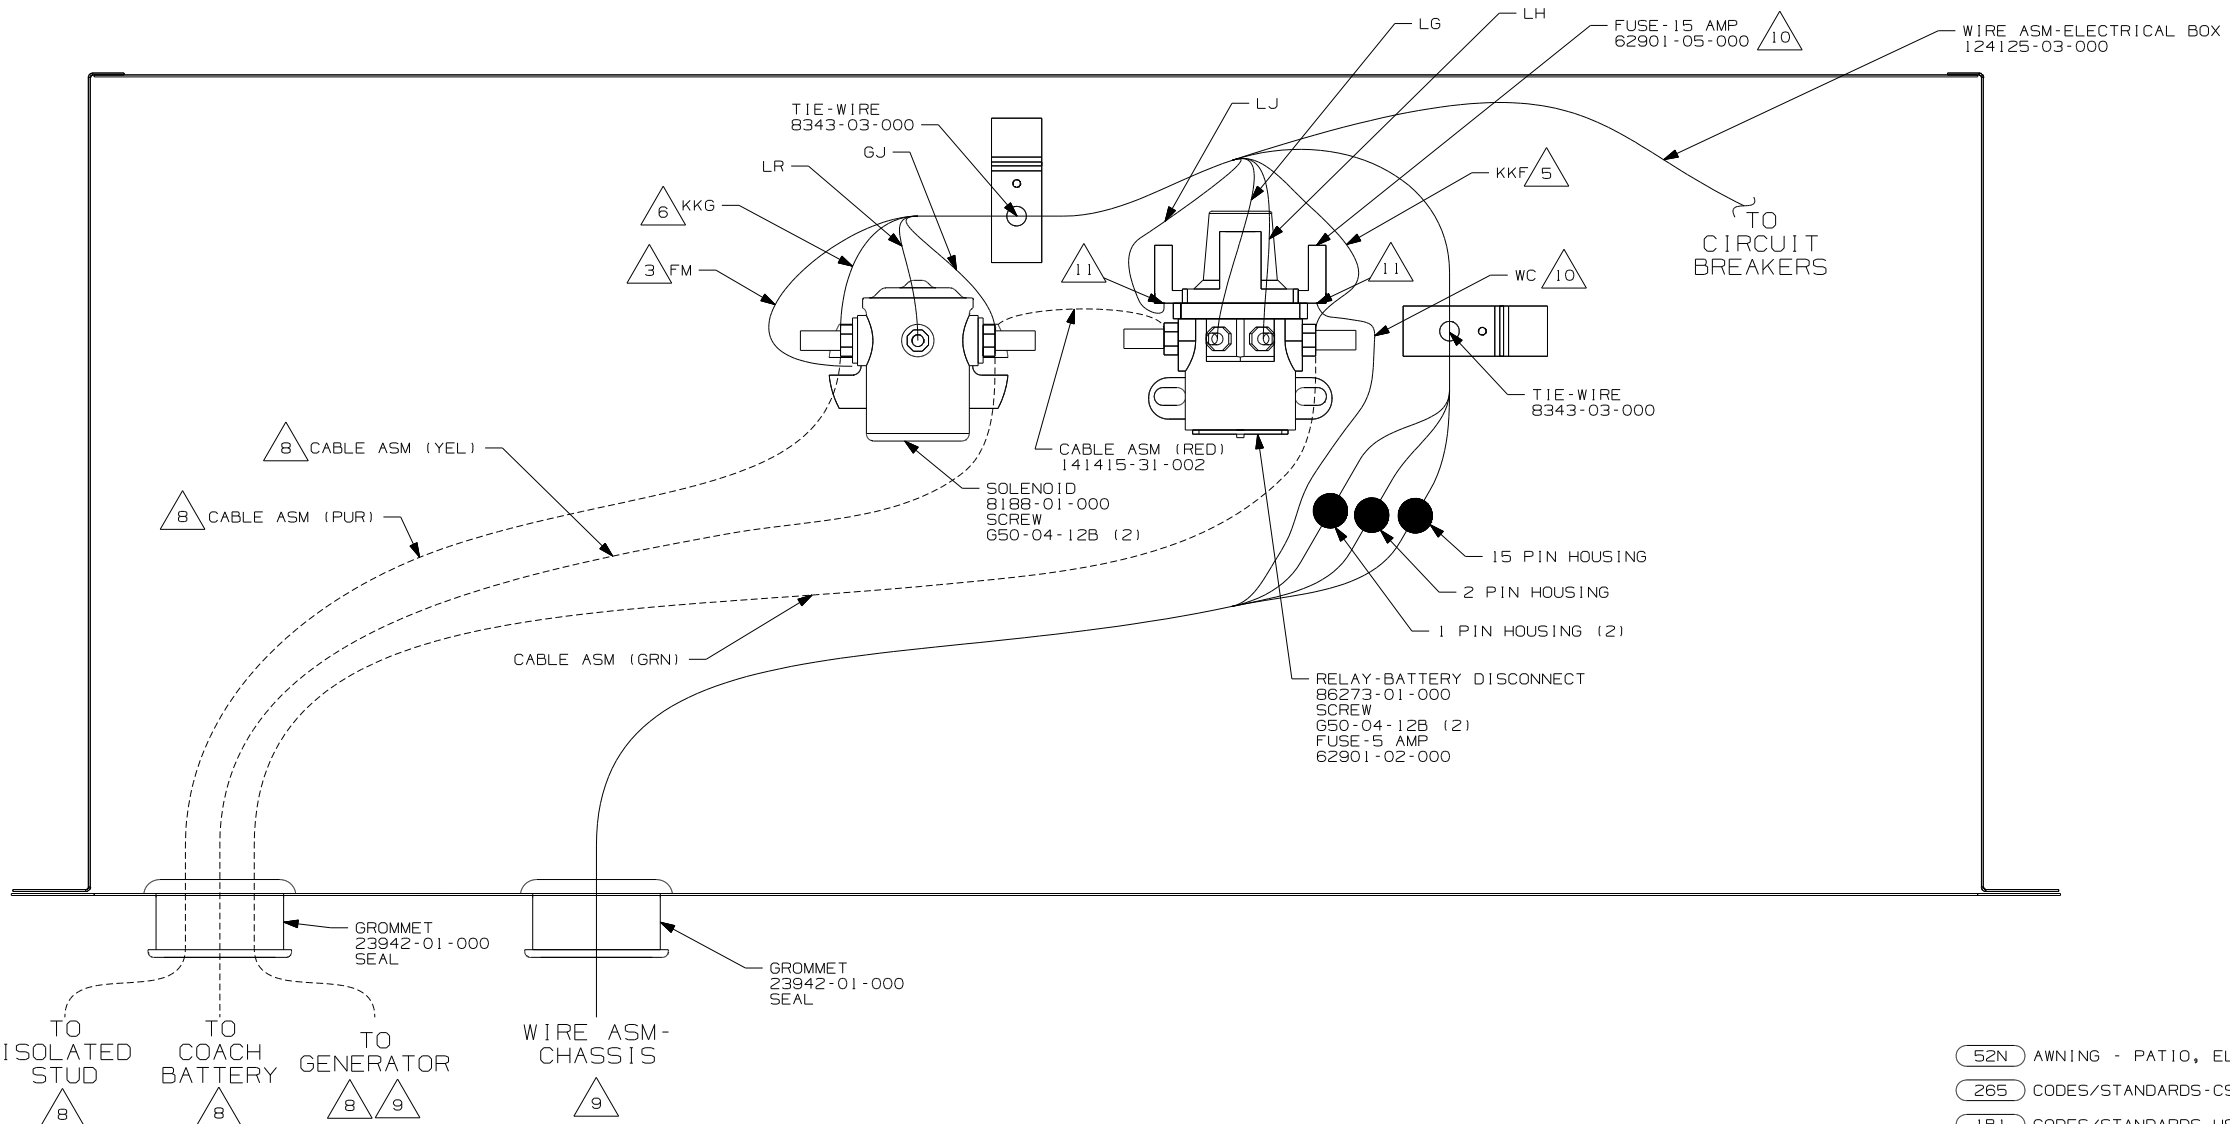 LG
LH
FUSE-15 AMP
62901-05-000
10
WIRE ASM-ELECTRICAL BOX
124125-03-000
TIE-WIRE
8343-03-000
LJ
GJ
LR
KKF
5
6
KKG
3
FM
TO
CIRCUIT
BREAKERS
11
11
WC
10
TIE-WIRE
8343-03-000
8
CABLE ASM (YEL)
CABLE ASM (RED)
141415-31-002
SOLENOID
8188-01-000
SCREW
G50-04-12B (2)
8
CABLE ASM (PUR)
15 PIN HOUSING
2 PIN HOUSING
1 PIN HOUSING (2)
CABLE ASM (GRN)
RELAY-BATTERY DISCONNECT
86273-01-000
SCREW
G50-04-12B (2)
FUSE-5 AMP
62901-02-000
GROMMET
23942-01-000
SEAL
GROMMET
23942-01-000
SEAL
TO
ISOLATED
STUD
8
TO
COACH
BATTERY
8
TO
GENERATOR
8
9
WIRE ASM-
CHASSIS
9
52N AWNING - PATIO, EL
265 CODES/STANDARDS-CS